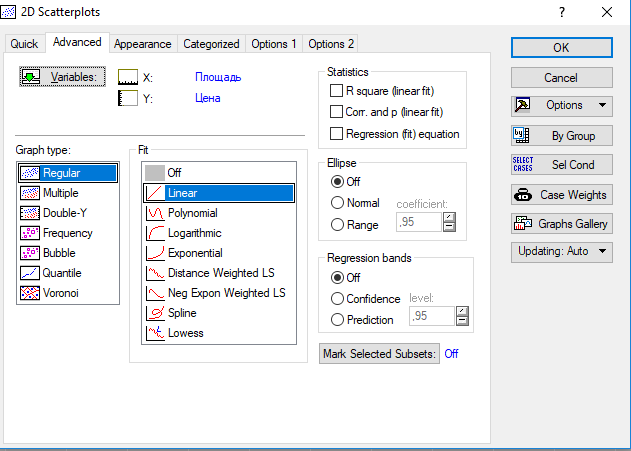 2D Scatterplots
?
Quick Advanced Appearance Categorized Options 1 Options 2
Variables:
X: Площадь
Y: Цена
Graph type:
Regular
Multiple
Double-Y
Frequency
Bubble
Quantile
Voronoi
Fit
Off
Linear
Polynomial
Logarithmic
Exponential
Distance Weighted LS
Neg Expon Weighted LS
Spline
Lowess
Statistics
R square (linear fit)
Corr. and p (linear fit)
Regression (fit) equation
Ellipse
Off
Normal coefficient:
Range ,95
Regression bands
Off
Confidence level:
Prediction ,95
Mark Selected Subsets: Off
OK
Cancel
Options
By Group
SELECT CASES Sel Cond
Case Weights
Graphs Gallery
Updating: Auto